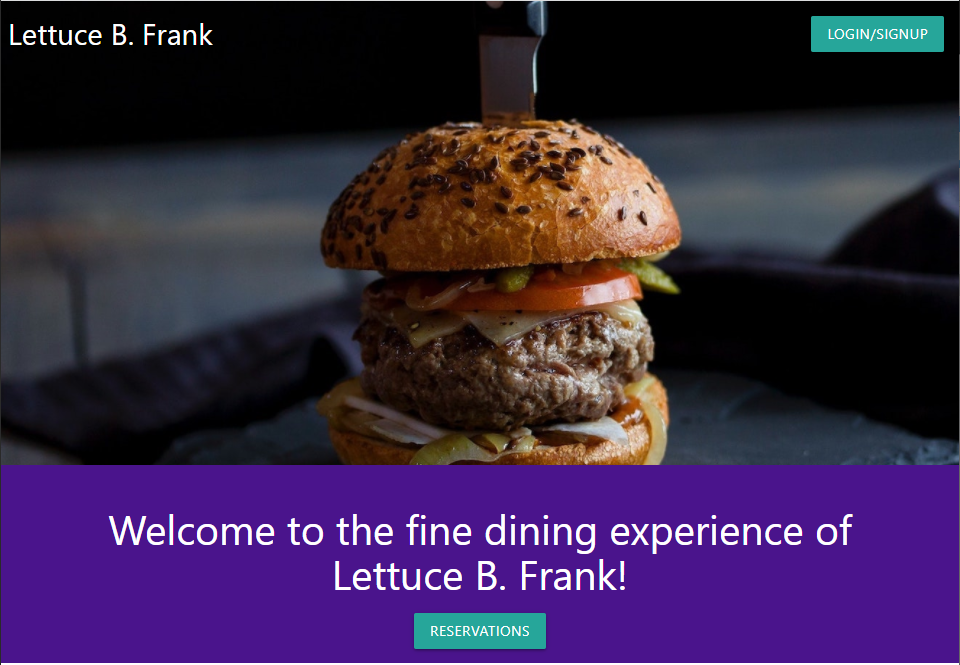 Lettuce B. Frank
LOGIN/SIGNUP
Welcome to the fine dining experience of
Lettuce B. Frank!
RESERVATIONS